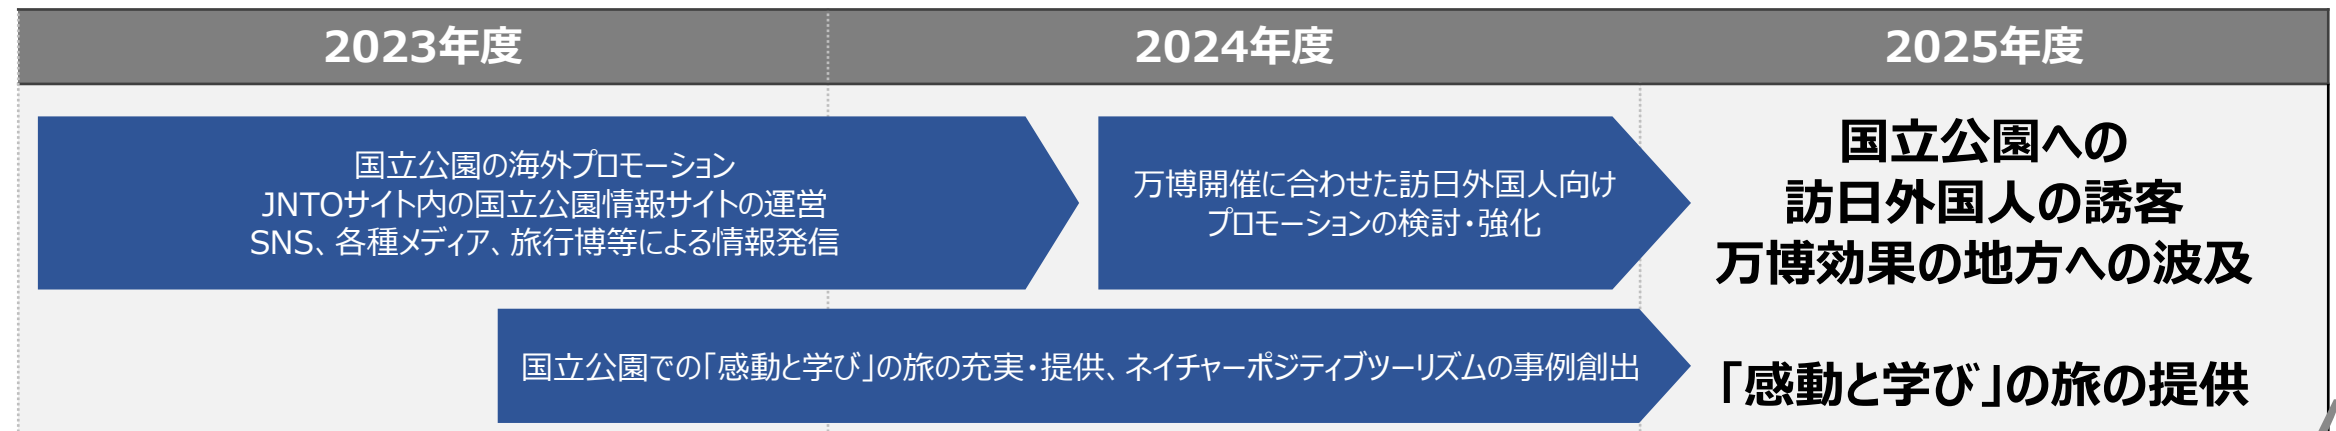 2023年度
2024年度
2025年度
国立公園の海外プロモーション
JNTOサイト内の国立公園情報サイトの運営
SNS、各種メディア、旅行博等による情報発信
万博開催に合わせた訪日外国人向け
プロモーションの検討・強化
国立公園への
訪日外国人の誘客
万博効果の地方への波及
国立公園での「感動と学び」の旅の充実・提供、ネイチャーポジティブツーリズムの事例創出
「感動と学び」の旅の提供